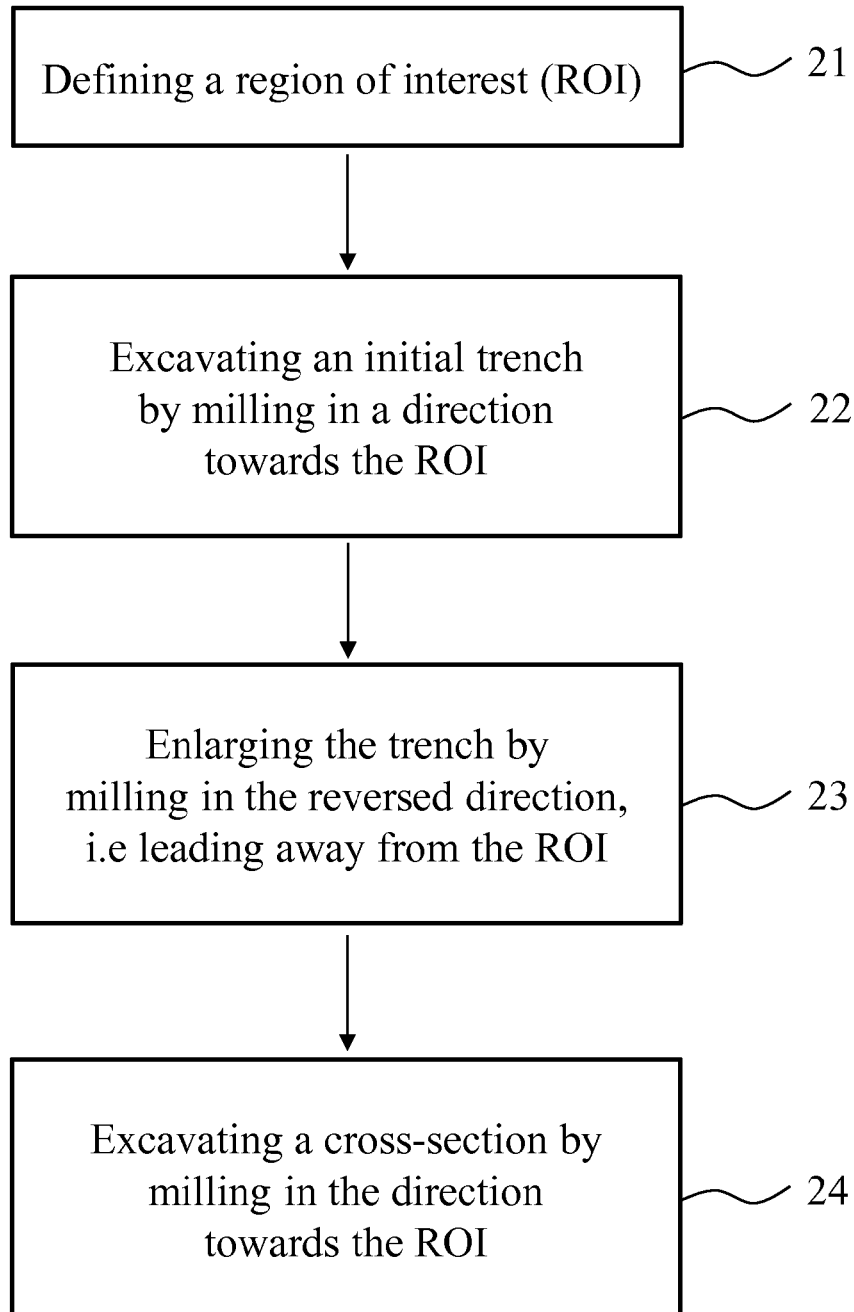 Defining a region of interest (ROI)
21
Excavating an initial trench
by milling in a direction
towards the ROI
22
Enlarging the trench by
milling in the reversed direction,
i.e leading away from the ROI
23
Excavating a cross-section by
milling in the direction
towards the ROI
24